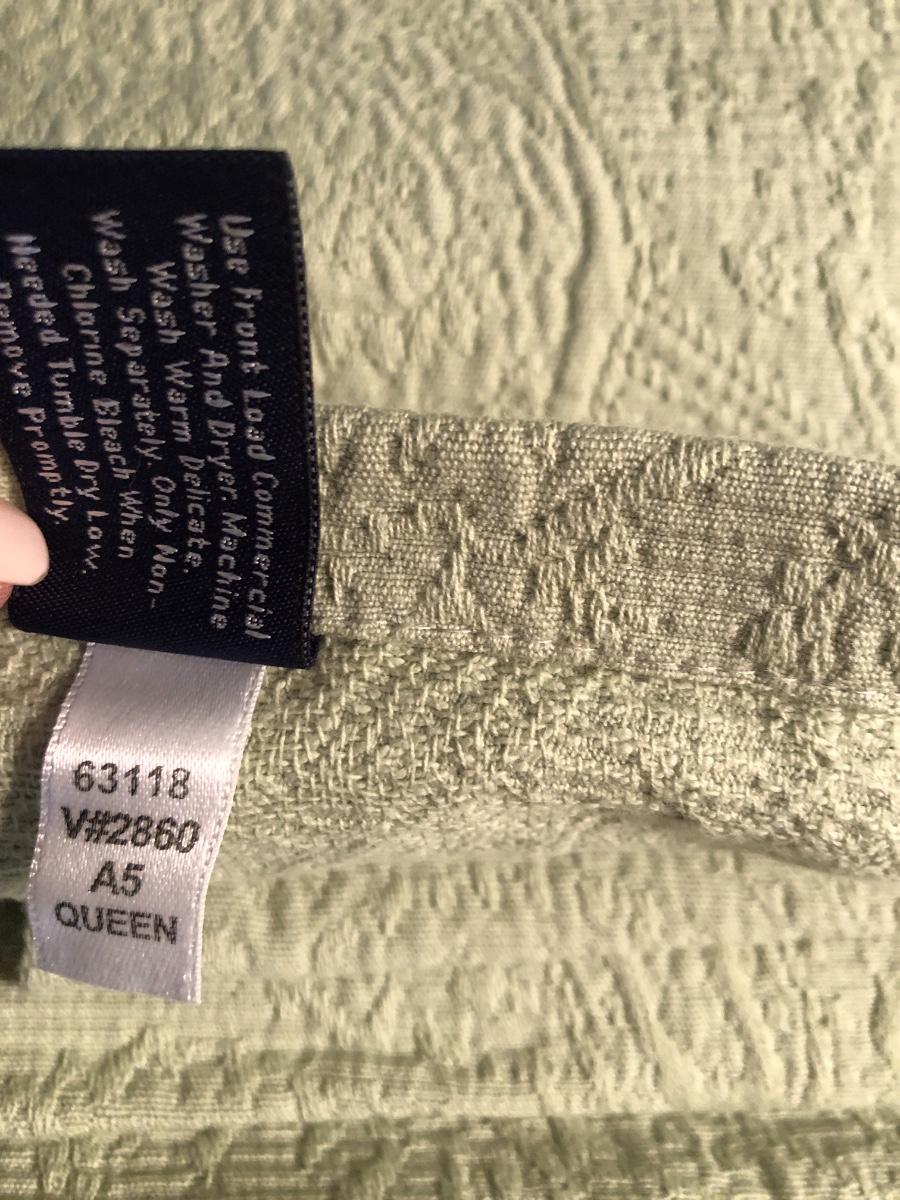 Use Front Load Commercial
Washer And Dryer. Machine
Wash Warm Delicate.
Wash Separately. Only Non-
Chlorine Bleach When
Needed Tumble Dry Low.
Remove Promptly.
63118
V#2860
A5
QUEEN